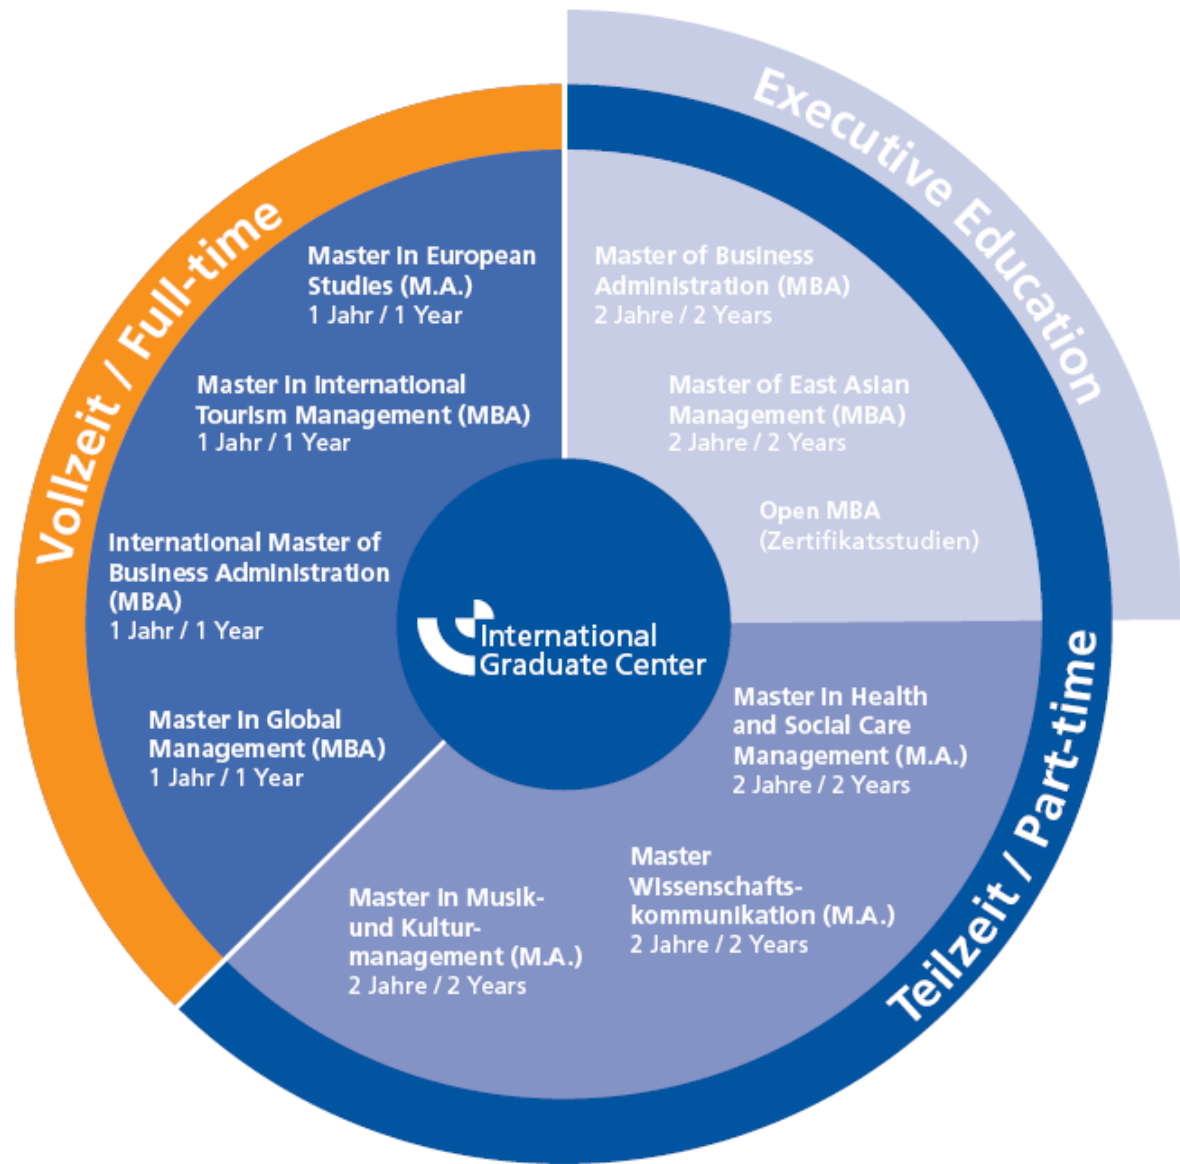 Executive Education
Vollzeit / Full-time
Master in European
Studies (M.A.)
1 Jahr / 1 Year
Master in International
Tourism Management (MBA)
1 Jahr / 1 Year
International Master of
Business Administration
(MBA)
1 Jahr / 1 Year
Master in Global
Management (MBA)
1 Jahr / 1 Year
Master of Business
Administration (MBA)
2 Jahre / 2 Years
Master of East Asian
Management (MBA)
2 Jahre / 2 Years
Open MBA
(Zertifikatsstudien)
International
Graduate Center
Master in Health
and Social Care
Management (M.A.)
2 Jahre / 2 Years
Master
Wissenschafts-
kommunikation (M.A.)
2 Jahre / 2 Years
Master in Musik-
und Kultur-
management (M.A.)
2 Jahre / 2 Years
Teilzeit / Part-time